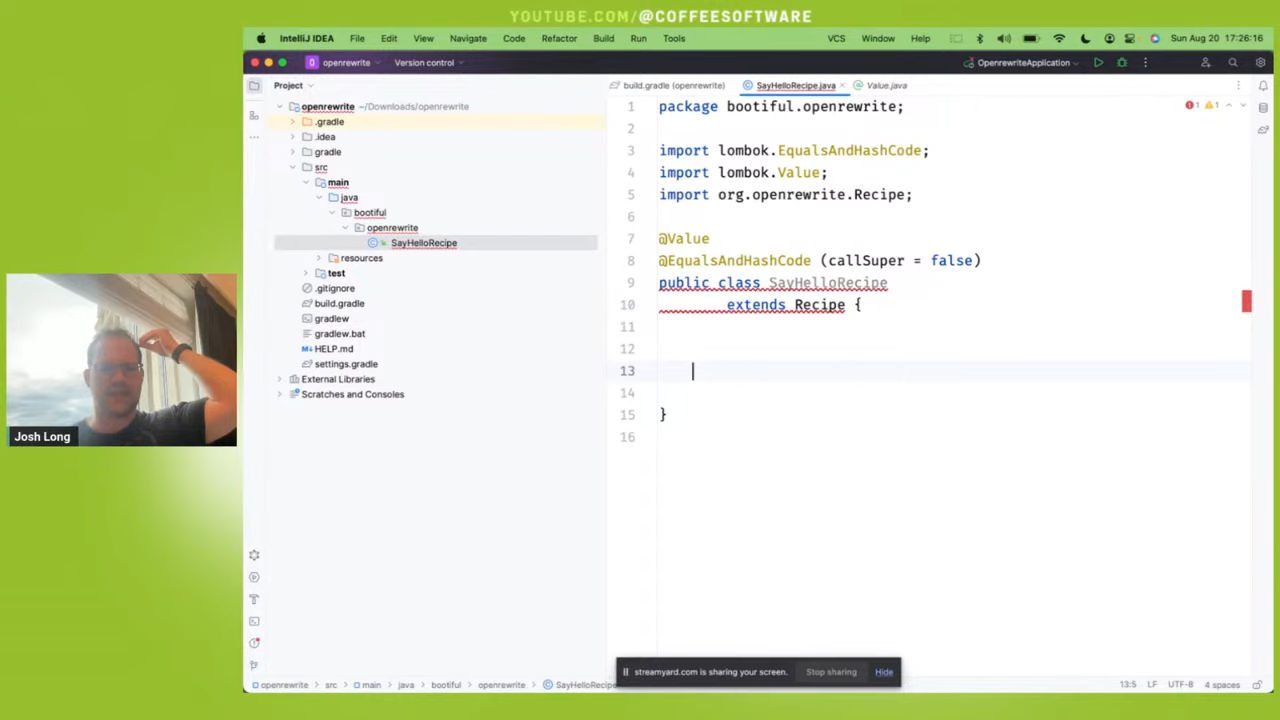 YOUTUBE.COM/@COFFEESOFTWARE
IntelliJ IDEA File Edit View Navigate Code Refactor Build Run Tools VCS Window Help Sun Aug 20 17:26:16
openrewrite Version control OpenrewriteApplication
Project
build.gradle (openrewrite) SayHelloRecipe.java Value.java
openrewrite ~/Downloads/openrewrite
.gradle
.idea
gradle
src
main
java
bootiful
openrewrite
SayHelloRecipe
resources
test
.gitignore
build.gradle
gradlew
gradlew.bat
HELP.md
settings.gradle
External Libraries
Scratches and Consoles
1 package bootiful.openrewrite;
2
3 import lombok.EqualsAndHashCode;
4 import lombok.Value;
5 import org.openrewrite.Recipe;
6
7 @Value
8 @EqualsAndHashCode (callSuper = false)
9 public class SayHelloRecipe
10 extends Recipe {
11
12
13
14
15 }
16
1 1
Josh Long
streamyard.com is sharing your screen. Stop sharing Hide
openrewrite > src > main > java > bootiful > openrewrite > SayHelloRecipe
13:5 LF UTF-8 4 spaces